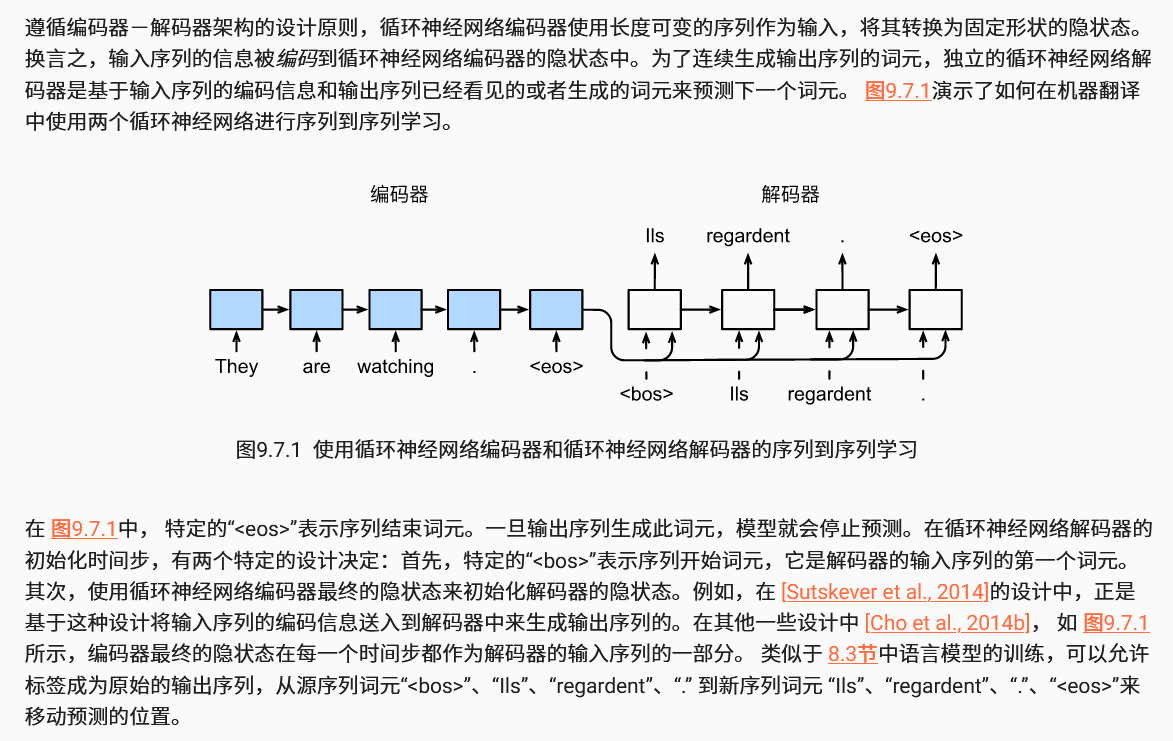 遵循编码器－解码器架构的设计原则，循环神经网络编码器使用长度可变的序列作为输入，将其转换为固定形状的隐状态。
换言之，输入序列的信息被编码到循环神经网络编码器的隐状态中。为了连续生成输出序列的词元，独立的循环神经网络解
码器是基于输入序列的编码信息和输出序列已经看见的或者生成的词元来预测下一个词元。 图9.7.1演示了如何在机器翻译
中使用两个循环神经网络进行序列到序列学习。
编码器 解码器
Ils regardent . <eos>
They are watching . <eos>
<bos> Ils regardent .
图9.7.1 使用循环神经网络编码器和循环神经网络解码器的序列到序列学习
在 图9.7.1中， 特定的“<eos>”表示序列结束词元。一旦输出序列生成此词元，模型就会停止预测。在循环神经网络解码器的
初始化时间步，有两个特定的设计决定：首先，特定的“<bos>”表示序列开始词元，它是解码器的输入序列的第一个词元。
其次，使用循环神经网络编码器最终的隐状态来初始化解码器的隐状态。例如，在 [Sutskever et al., 2014]的设计中，正是
基于这种设计将输入序列的编码信息送入到解码器中来生成输出序列的。在其他一些设计中 [Cho et al., 2014b]， 如 图9.7.1
所示，编码器最终的隐状态在每一个时间步都作为解码器的输入序列的一部分。 类似于 8.3节中语言模型的训练，可以允许
标签成为原始的输出序列，从源序列词元“<bos>”、“Ils”、“regardent”、“.” 到新序列词元 “Ils”、“regardent”、“.”、“<eos>”来
移动预测的位置。